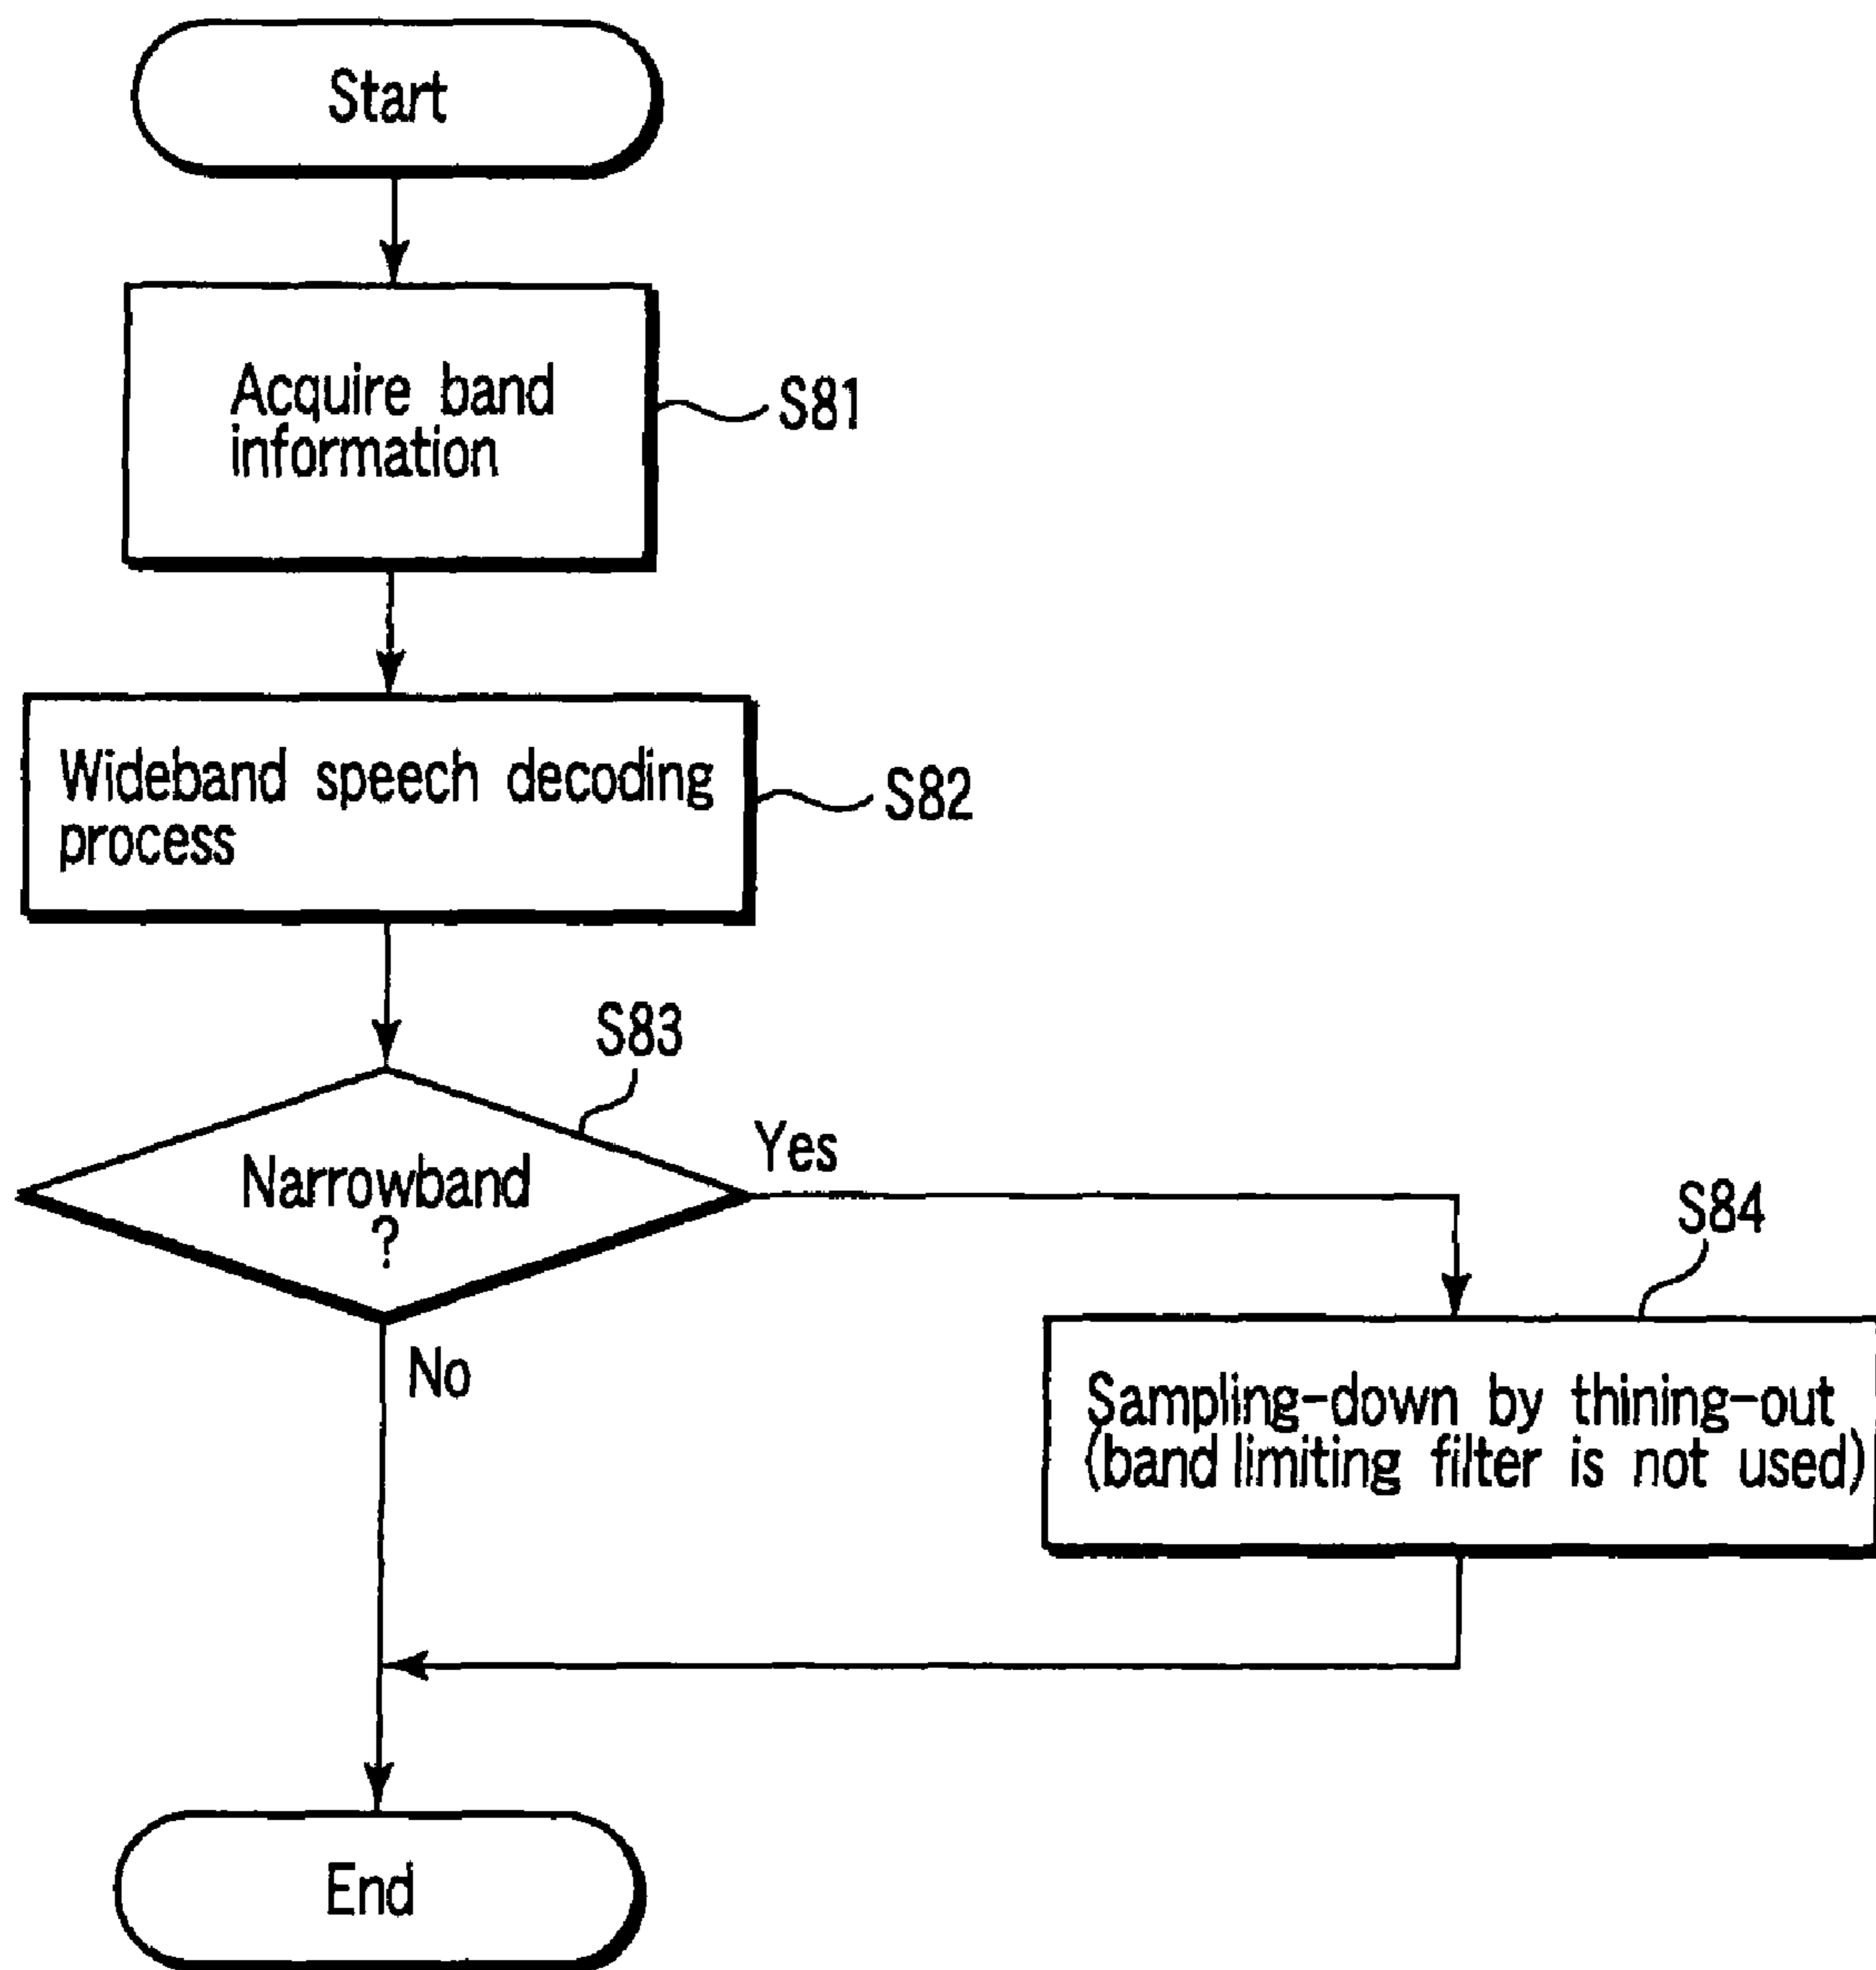 Start
Acquire band
information
S81
Wideband speech decoding
process
S82
S83
Narrowband
?
Yes
No
S84
Sampling-down by thining-out
(band limiting filter is not used)
End